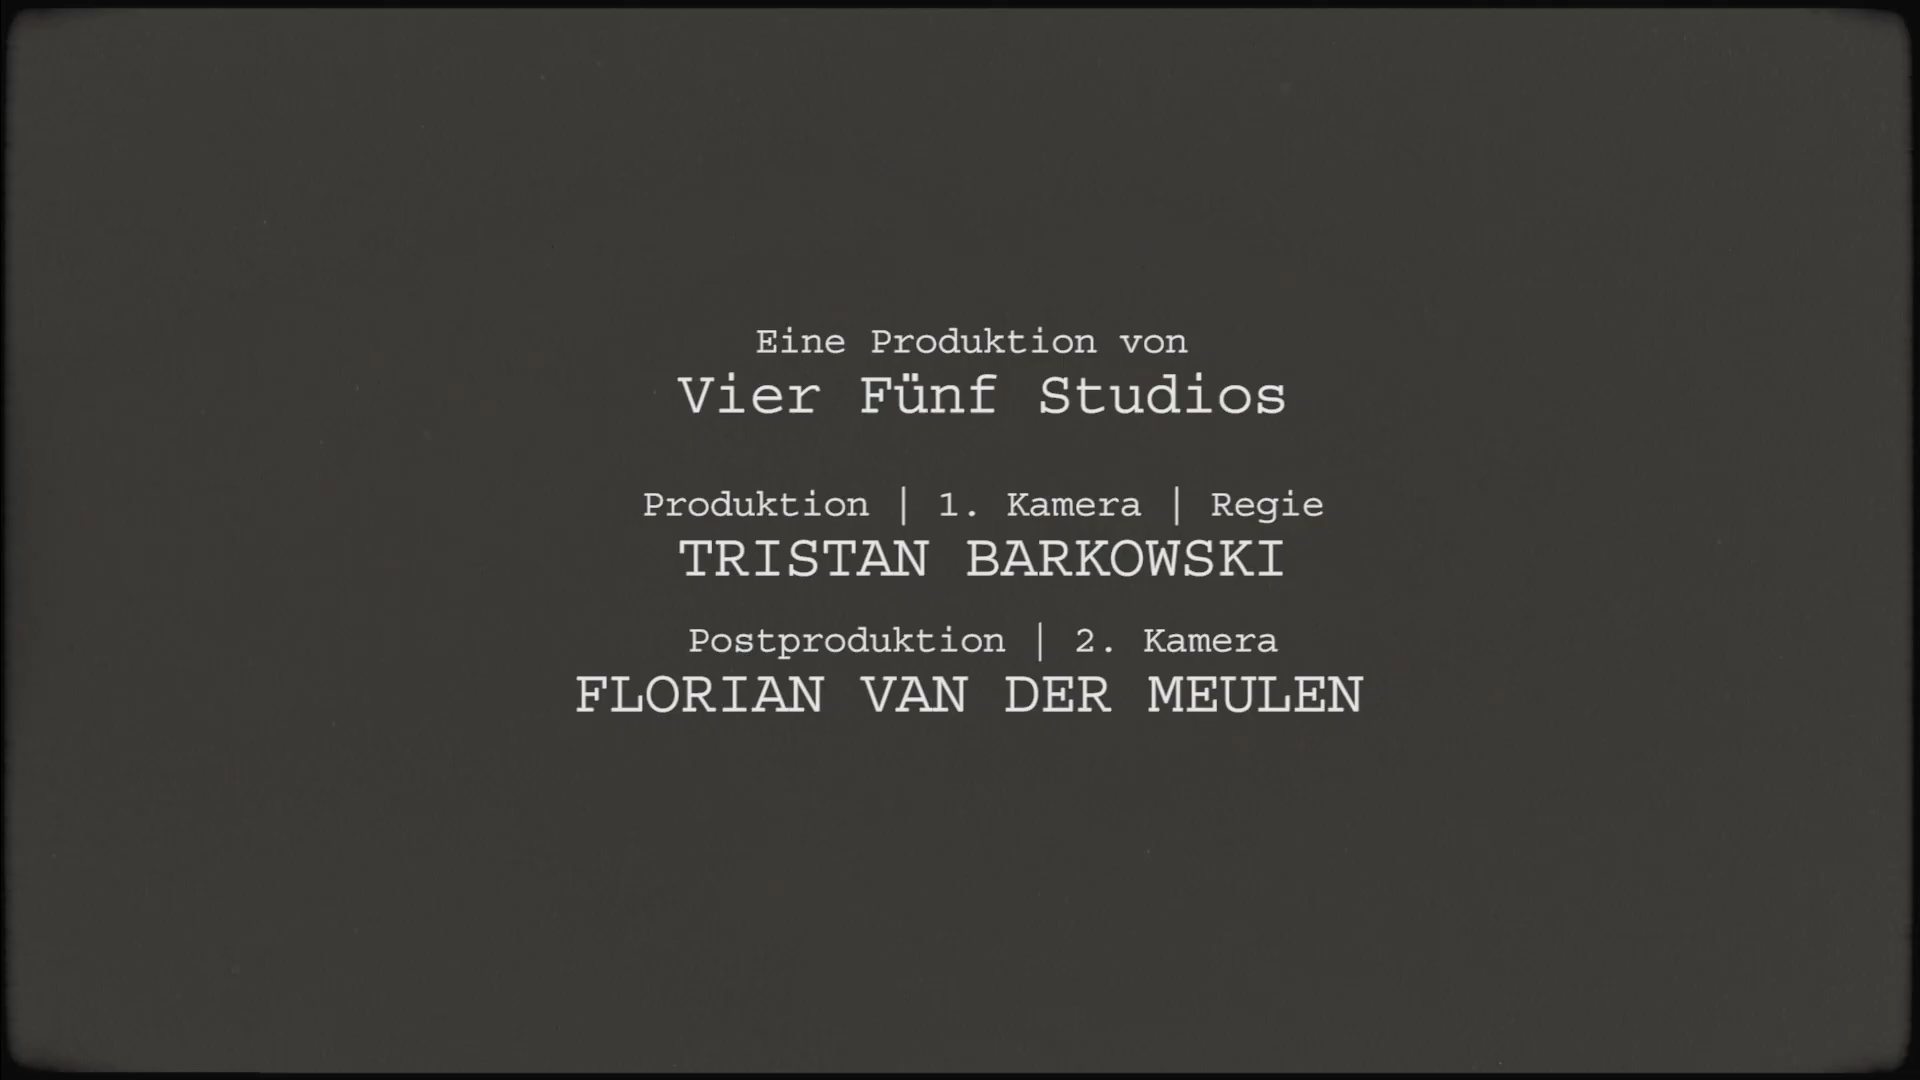 Eine Produktion von
Vier Fünf Studios
Produktion | 1. Kamera | Regie
TRISTAN BARKOWSKI
Postproduktion | 2. Kamera
FLORIAN VAN DER MEULEN